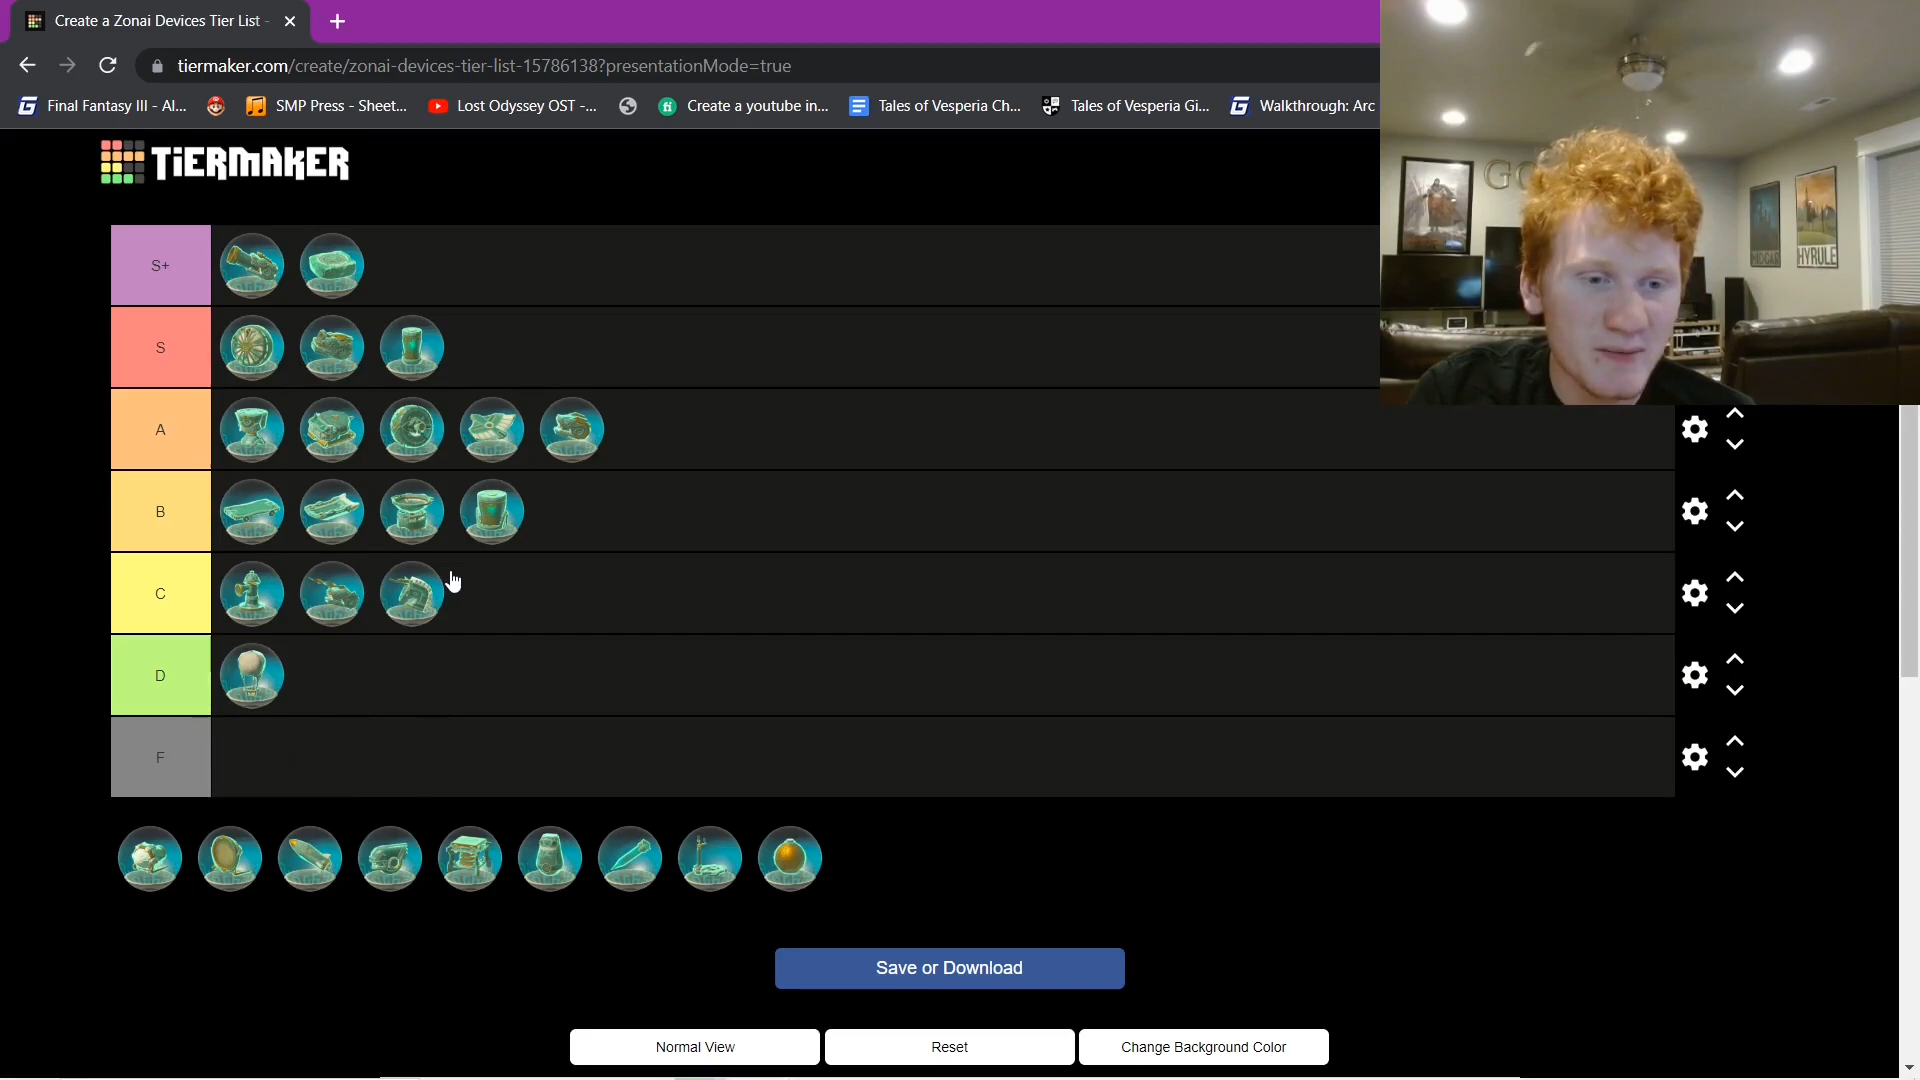 Create a Zonai Devices Tier List -
tiermaker.com/create/zonai-devices-tier-list-15786138?presentationMode=true
Final Fantasy III - Al...
SMP Press - Sheet...
Lost Odyssey OST -...
Create a youtube in...
Tales of Vesperia Ch...
Tales of Vesperia Gi...
Walkthrough: Arc
TiERMAKER
S+
S
A
B
C
D
F
MIDGAR
HYRULE
Save or Download
Normal View
Reset
Change Background Color